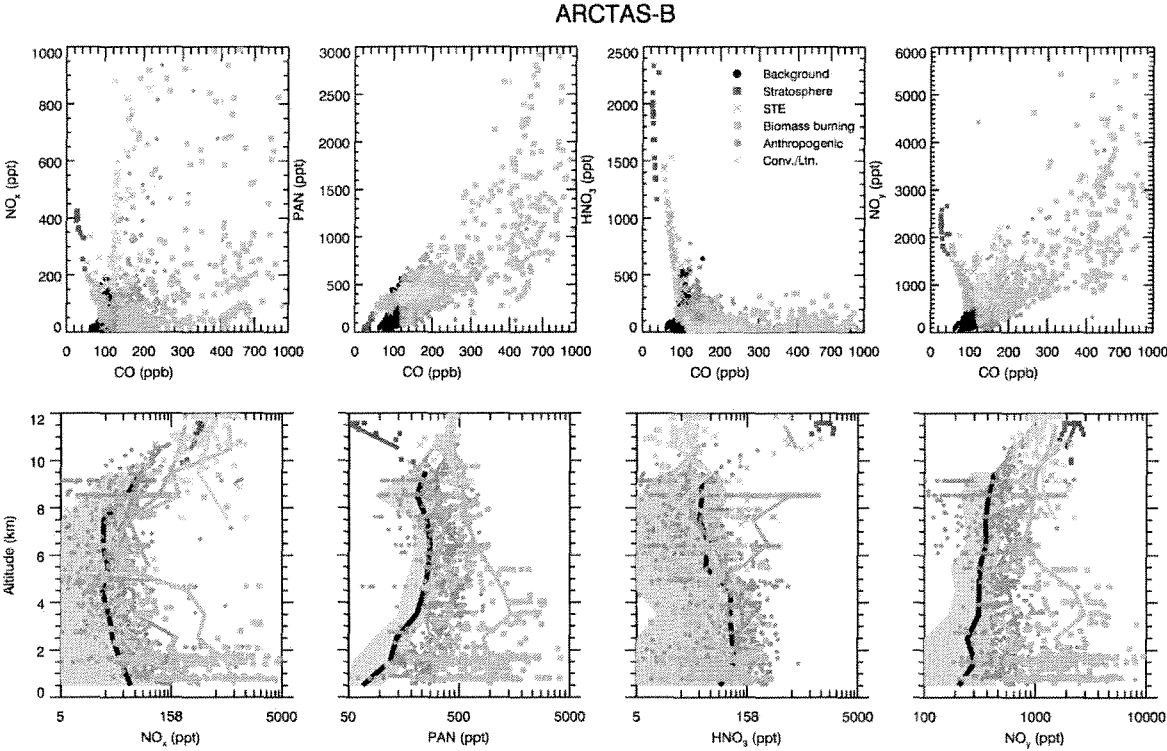 ARCTAS-B
1000
800
600
400
200
0
NOx (ppt)
0 100 200 300 400 700 1000
CO (ppb)
3000
2500
2000
1500
1000
500
0
PAN (ppt)
0 100 200 300 400 700 1000
CO (ppb)
2500
2000
1500
1000
500
0
HNO3 (ppt)
0 100 200 300 400 700 1000
CO (ppb)
Background
Stratosphere
STE
Biomass burning
Anthropogenic
Conv./Ltn.
6000
5000
4000
3000
2000
1000
0
NOy (ppt)
0 100 200 300 400 700 1000
CO (ppb)
12
10
8
6
4
2
0
Altitude (km)
5 158 5000
NOx (ppt)
50 500 5000
PAN (ppt)
5 158 5000
HNO3 (ppt)
100 1000 10000
NOy (ppt)